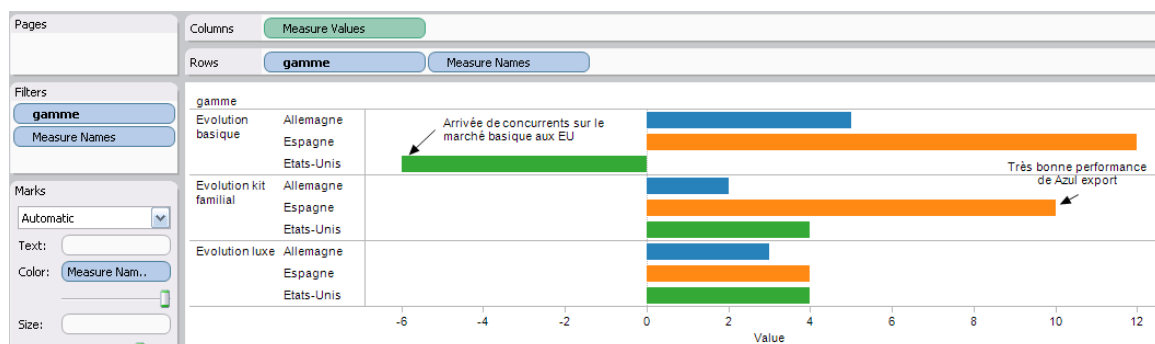 Pages
Columns
Measure Values
Rows
gamme
Measure Names
Filters
gamme
Measure Names
Marks
Automatic
Text:
Color:
Measure Nam..
Size:
gamme
Evolution
basique
Allemagne
Espagne
Etats-Unis
Arrivée de concurrents sur le
marché basique aux EU
Très bonne performance
de Azul export
Evolution kit
familial
Allemagne
Espagne
Etats-Unis
Evolution luxe
Allemagne
Espagne
Etats-Unis
-6 -4 -2 0 2 4 6 8 10 12
Value